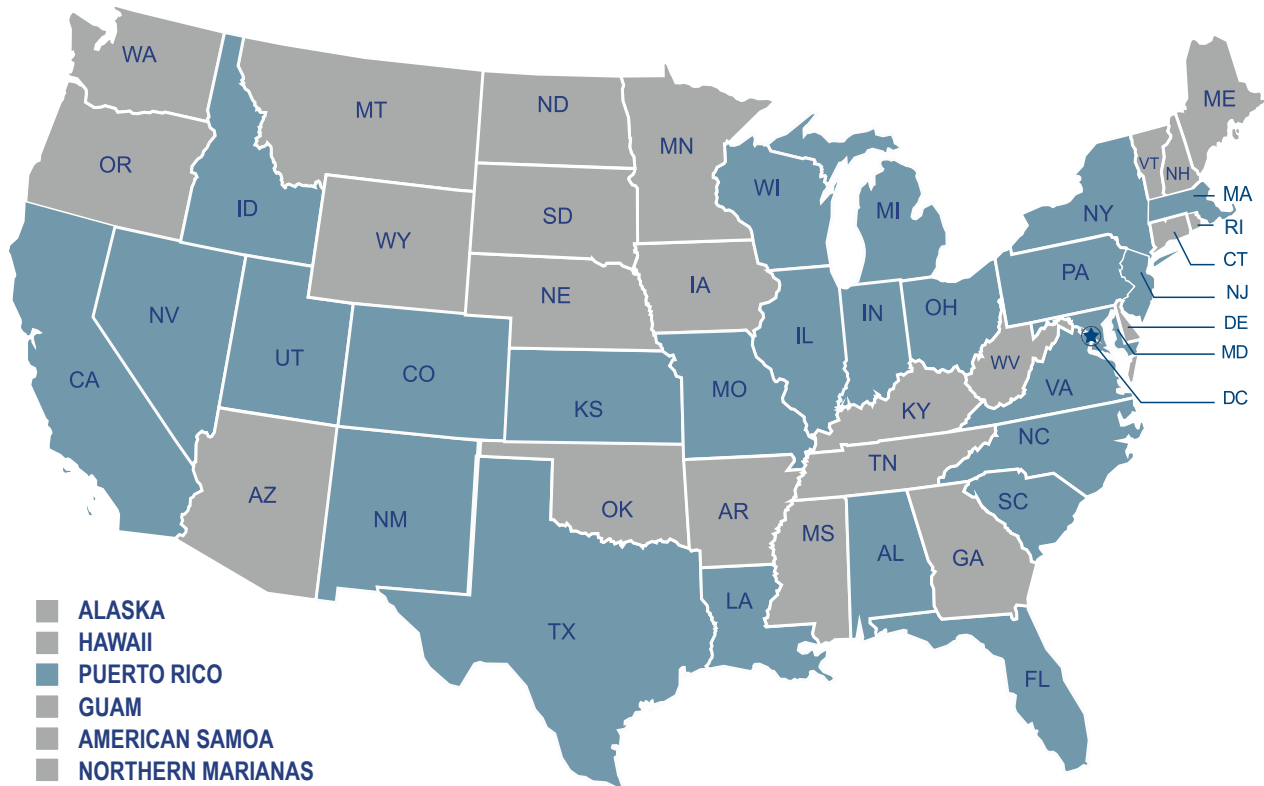 WA
MT
ND
MN
ME
OR
ID
WY
SD
WI
MI
NY
VT
NH
MA
RI
CT
NJ
DE
MD
DC
NV
UT
CO
NE
IA
IL
IN
OH
PA
CA
KS
MO
KY
WV
VA
NC
TN
SC
AZ
NM
OK
AR
MS
AL
GA
TX
LA
FL
ALASKA
HAWAII
PUERTO RICO
GUAM
AMERICAN SAMOA
NORTHERN MARIANAS